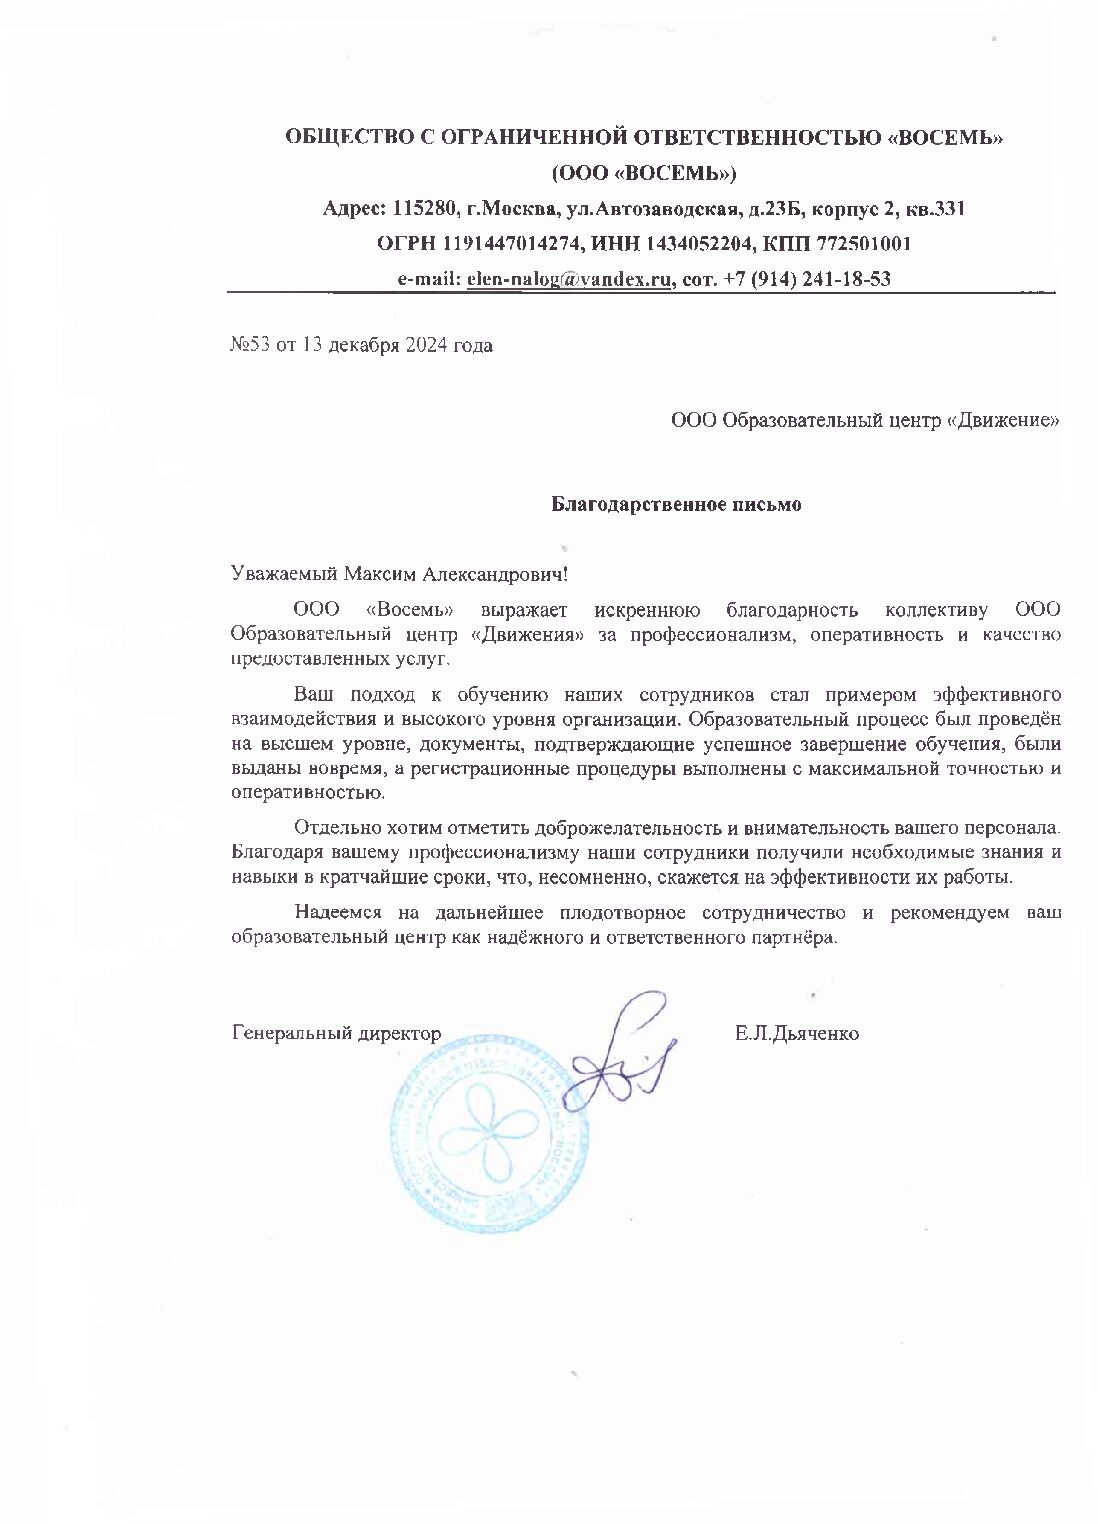 ОБЩЕСТВО С ОГРАНИЧЕННОЙ ОТВЕТСТВЕННОСТЬЮ «ВОСЕМЬ»
(ООО «ВОСЕМЬ»)
Адрес: 115280, г.Москва, ул.Автозаводская, д.23Б, корпус 2, кв.331
ОГРН 1191447014274, ИНН 1434052204, КПП 772501001
e-mail: elen-nalog@yandex.ru, сот. +7 (914) 241-18-53
№53 от 13 декабря 2024 года
ООО Образовательный центр «Движение»
Благодарственное письмо
Уважаемый Максим Александрович!
ООО «Восемь» выражает искреннюю благодарность коллективу ООО
Образовательный центр «Движения» за профессионализм, оперативность и качество
предоставленных услуг.
Ваш подход к обучению наших сотрудников стал примером эффективного
взаимодействия и высокого уровня организации. Образовательный процесс был проведён
на высшем уровне, документы, подтверждающие успешное завершение обучения, были
выданы вовремя, а регистрационные процедуры выполнены с максимальной точностью и
оперативностью.
Отдельно хотим отметить доброжелательность и внимательность вашего персонала.
Благодаря вашему профессионализму наши сотрудники получили необходимые знания и
навыки в кратчайшие сроки, что, несомненно, скажется на эффективности их работы.
Надеемся на дальнейшее плодотворное сотрудничество и рекомендуем ваш
образовательный центр как надёжного и ответственного партнёра.
Генеральный директор Е.Л.Дьяченко